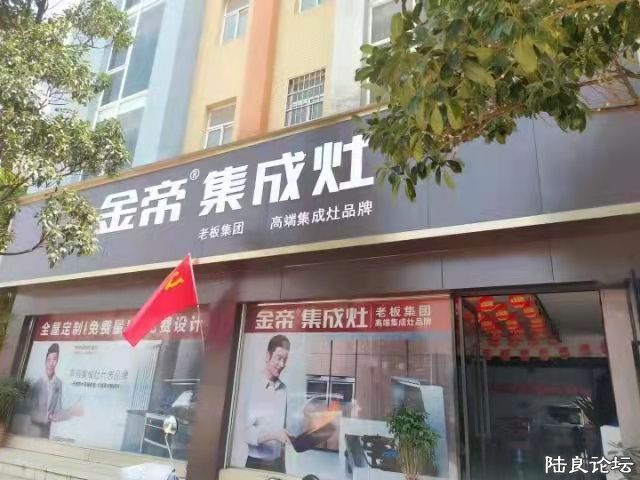 金帝®集成灶
老板集团 高端集成灶品牌
全屋定制/免费量 费设计
金帝 集成灶 老板集团
高端集成灶品牌
陆良论坛